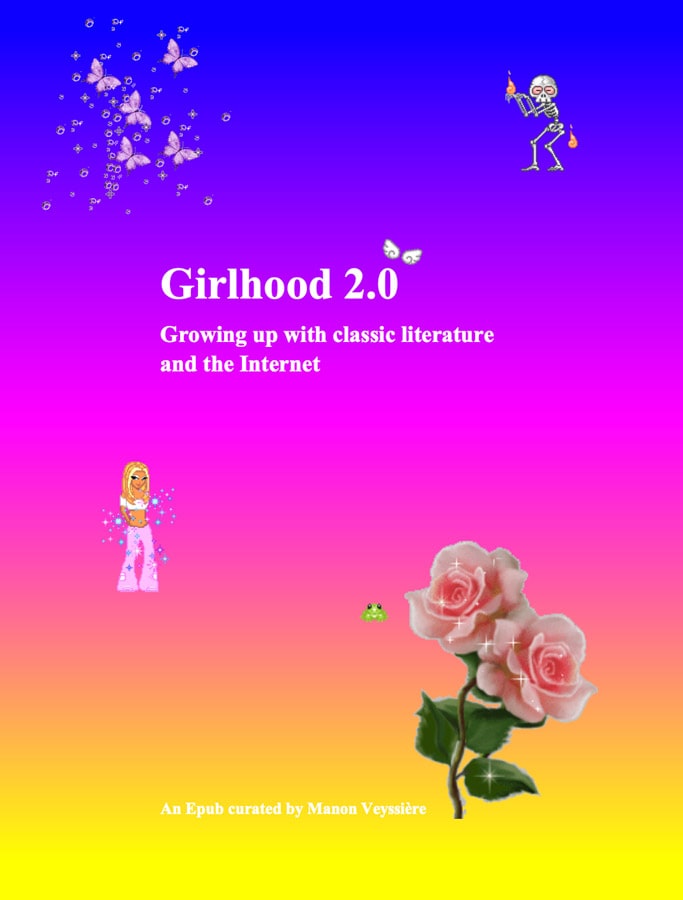 Girlhood 2.0
Growing up with classic literature
and the Internet
An Epub curated by Manon Veyssière